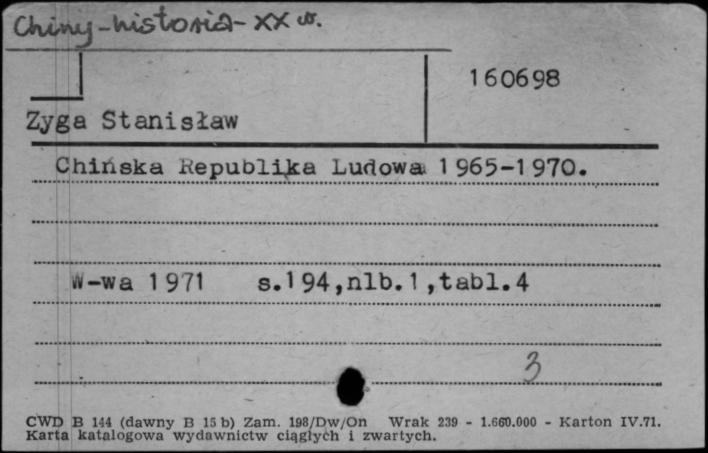 Chiny-historia-XX w.
160698
Zyga Stanisław
Chińska Republika Ludowa 1965-1970.
W-wa 1971 s.194,nlb.1,tabl.4
3
CWD B 144 (dawny B 15 b) Zam. 198/Dw/On Wrak 239 - 1.660.000 - Karton IV.71.
Karta katalogowa wydawnictw ciągłych i zwartych.